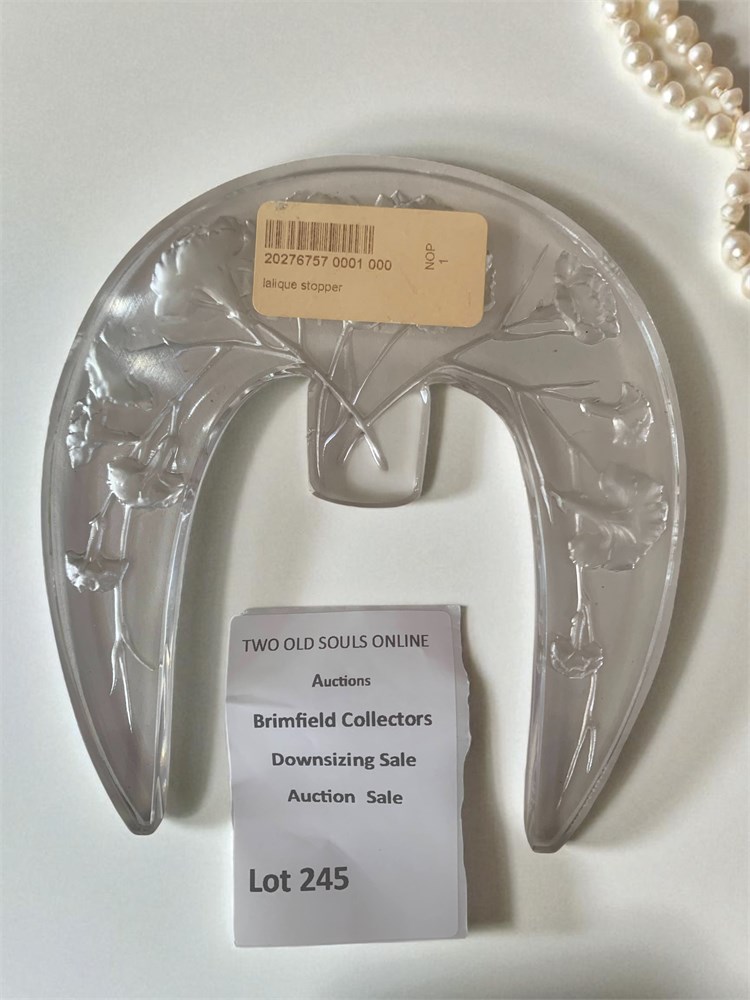 20276757 0001 000
NOP
1
lalique stopper
TWO OLD SOULS ONLINE
Auctions
Brimfield Collectors
Downsizing Sale
Auction Sale
Lot 245